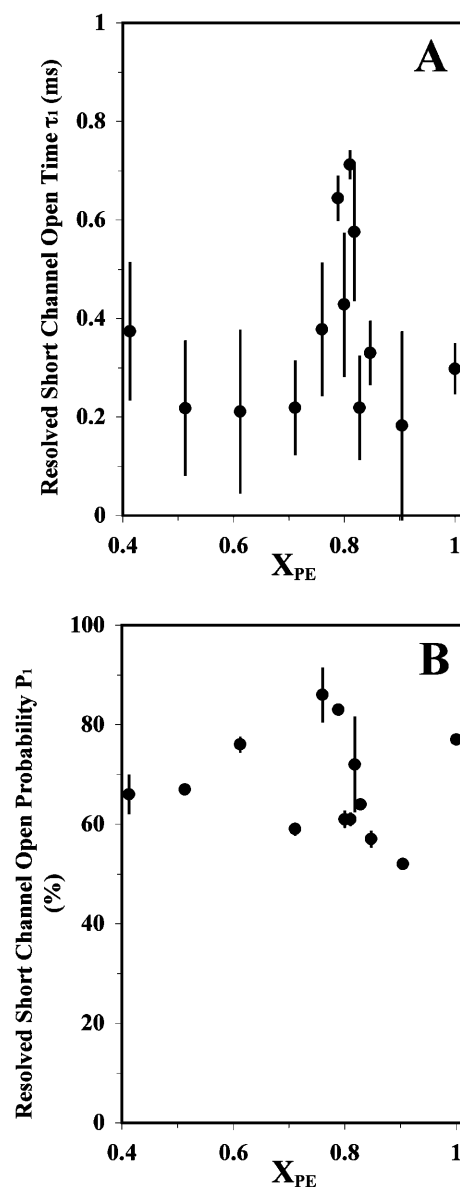 A
Resolved Short Channel Open Time τ₁ (ms)
1
0.8
0.6
0.4
0.2
0
0.4 0.6 0.8 1
X_PE
B
Resolved Short Channel Open Probability P₁
(%)
100
80
60
40
20
0
0.4 0.6 0.8 1
X_PE